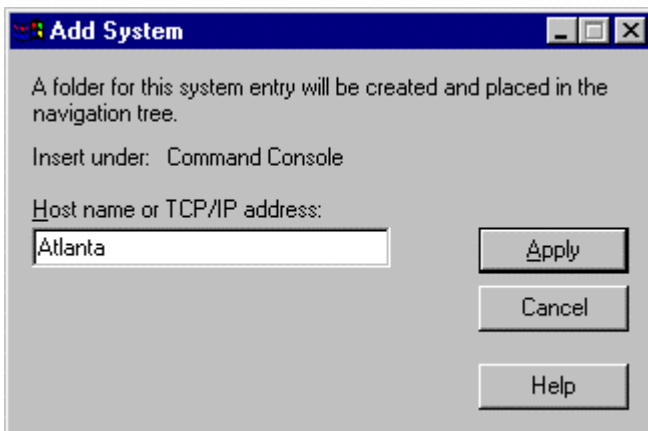 Add System
A folder for this system entry will be created and placed in the
navigation tree.
Insert under: Command Console
Host name or TCP/IP address:
Atlanta
Apply
Cancel
Help